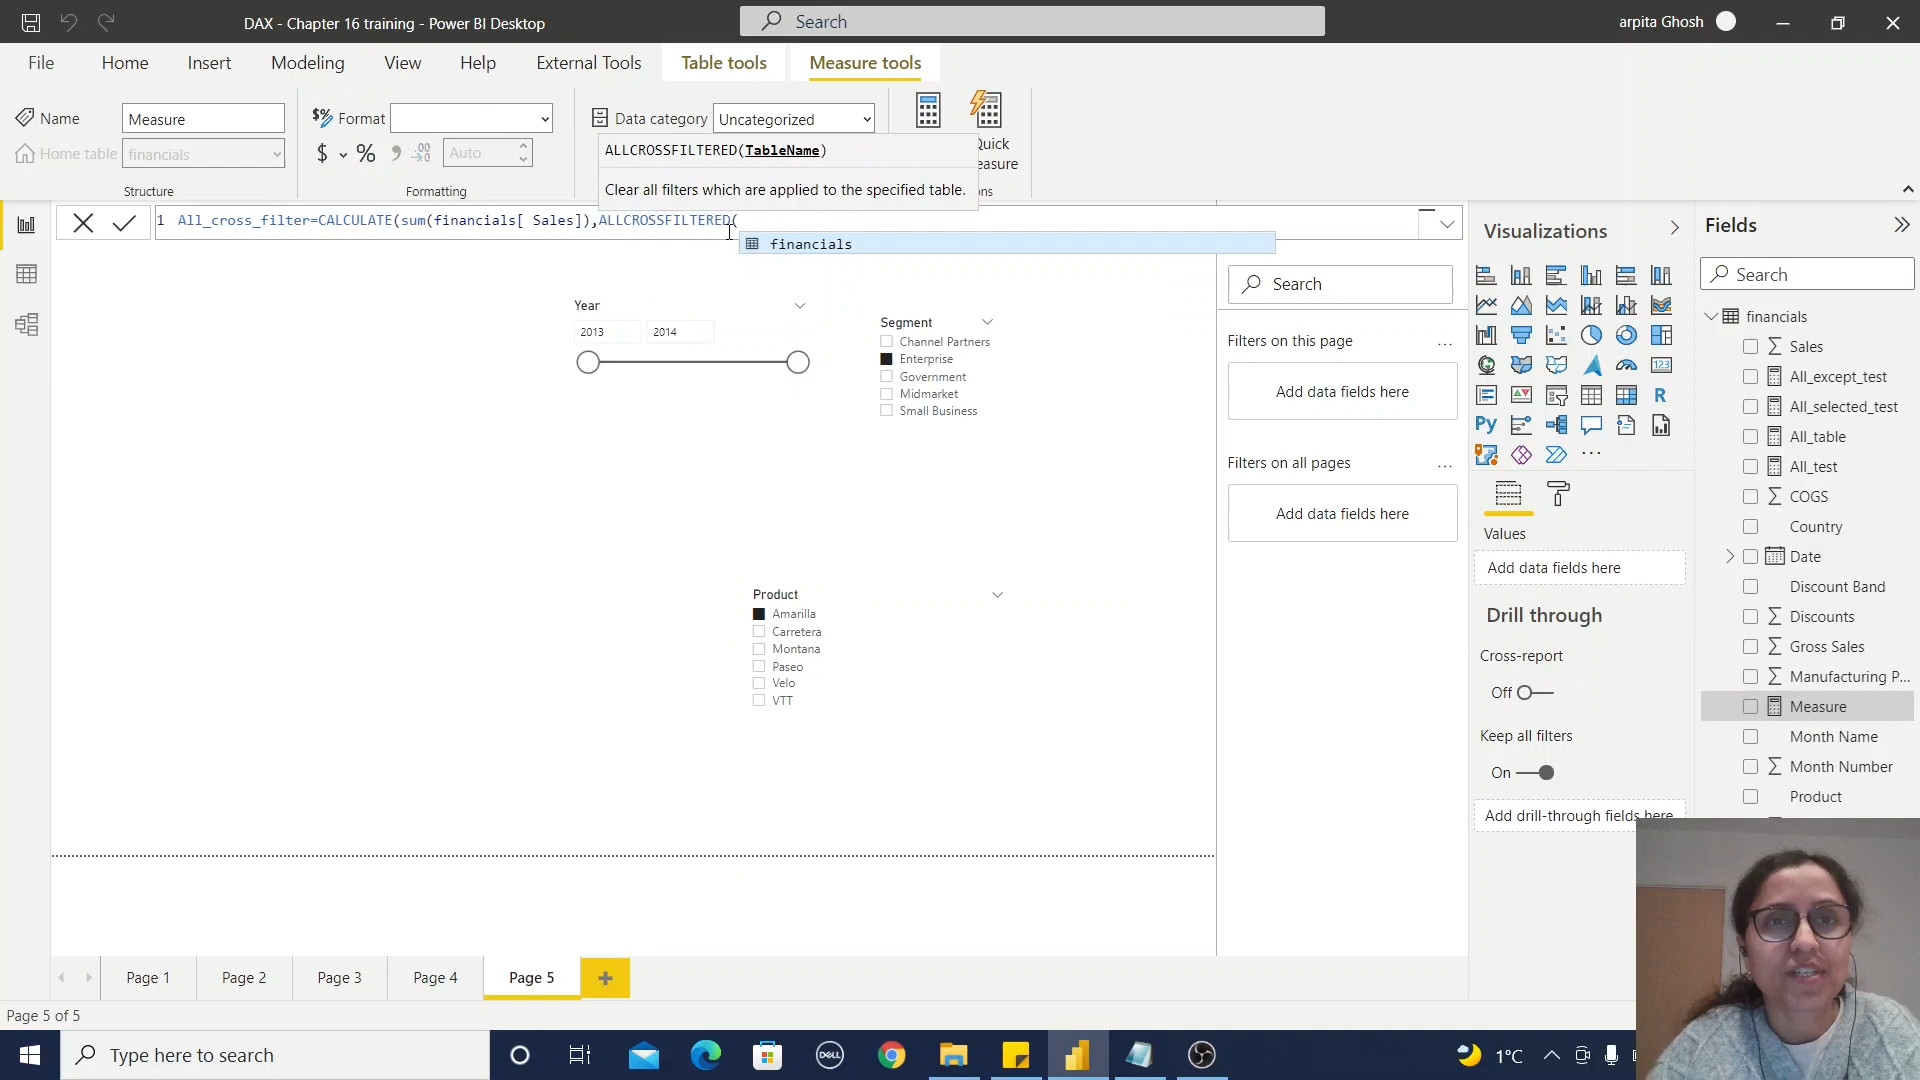 DAX - Chapter 16 training - Power BI Desktop
Search
arpita Ghosh
File
Home
Insert
Modeling
View
Help
External Tools
Table tools
Measure tools
Name
Measure
Home table
financials
Structure
Format
$
%
Auto
Formatting
Data category
Uncategorized
ALLCROSSFILTERED(TableName)
Clear all filters which are applied to the specified table.
Quick
easure
ns
1 All_cross_filter=CALCULATE(sum(financials[ Sales]),ALLCROSSFILTERED(
financials
Year
2013
2014
Segment
Channel Partners
Enterprise
Government
Midmarket
Small Business
Product
Amarilla
Carretera
Montana
Paseo
Velo
VTT
Search
Filters on this page
...
Add data fields here
Filters on all pages
...
Add data fields here
Visualizations
123
R
Py
...
Values
Add data fields here
Drill through
Cross-report
Off
Keep all filters
On
Add drill-through fields here
Fields
Search
financials
Sales
All_except_test
All_selected_test
All_table
All_test
COGS
Country
Date
Discount Band
Discounts
Gross Sales
Manufacturing P...
Measure
Month Name
Month Number
Product
Page 1
Page 2
Page 3
Page 4
Page 5
+
Page 5 of 5
Type here to search
DELL
1°C